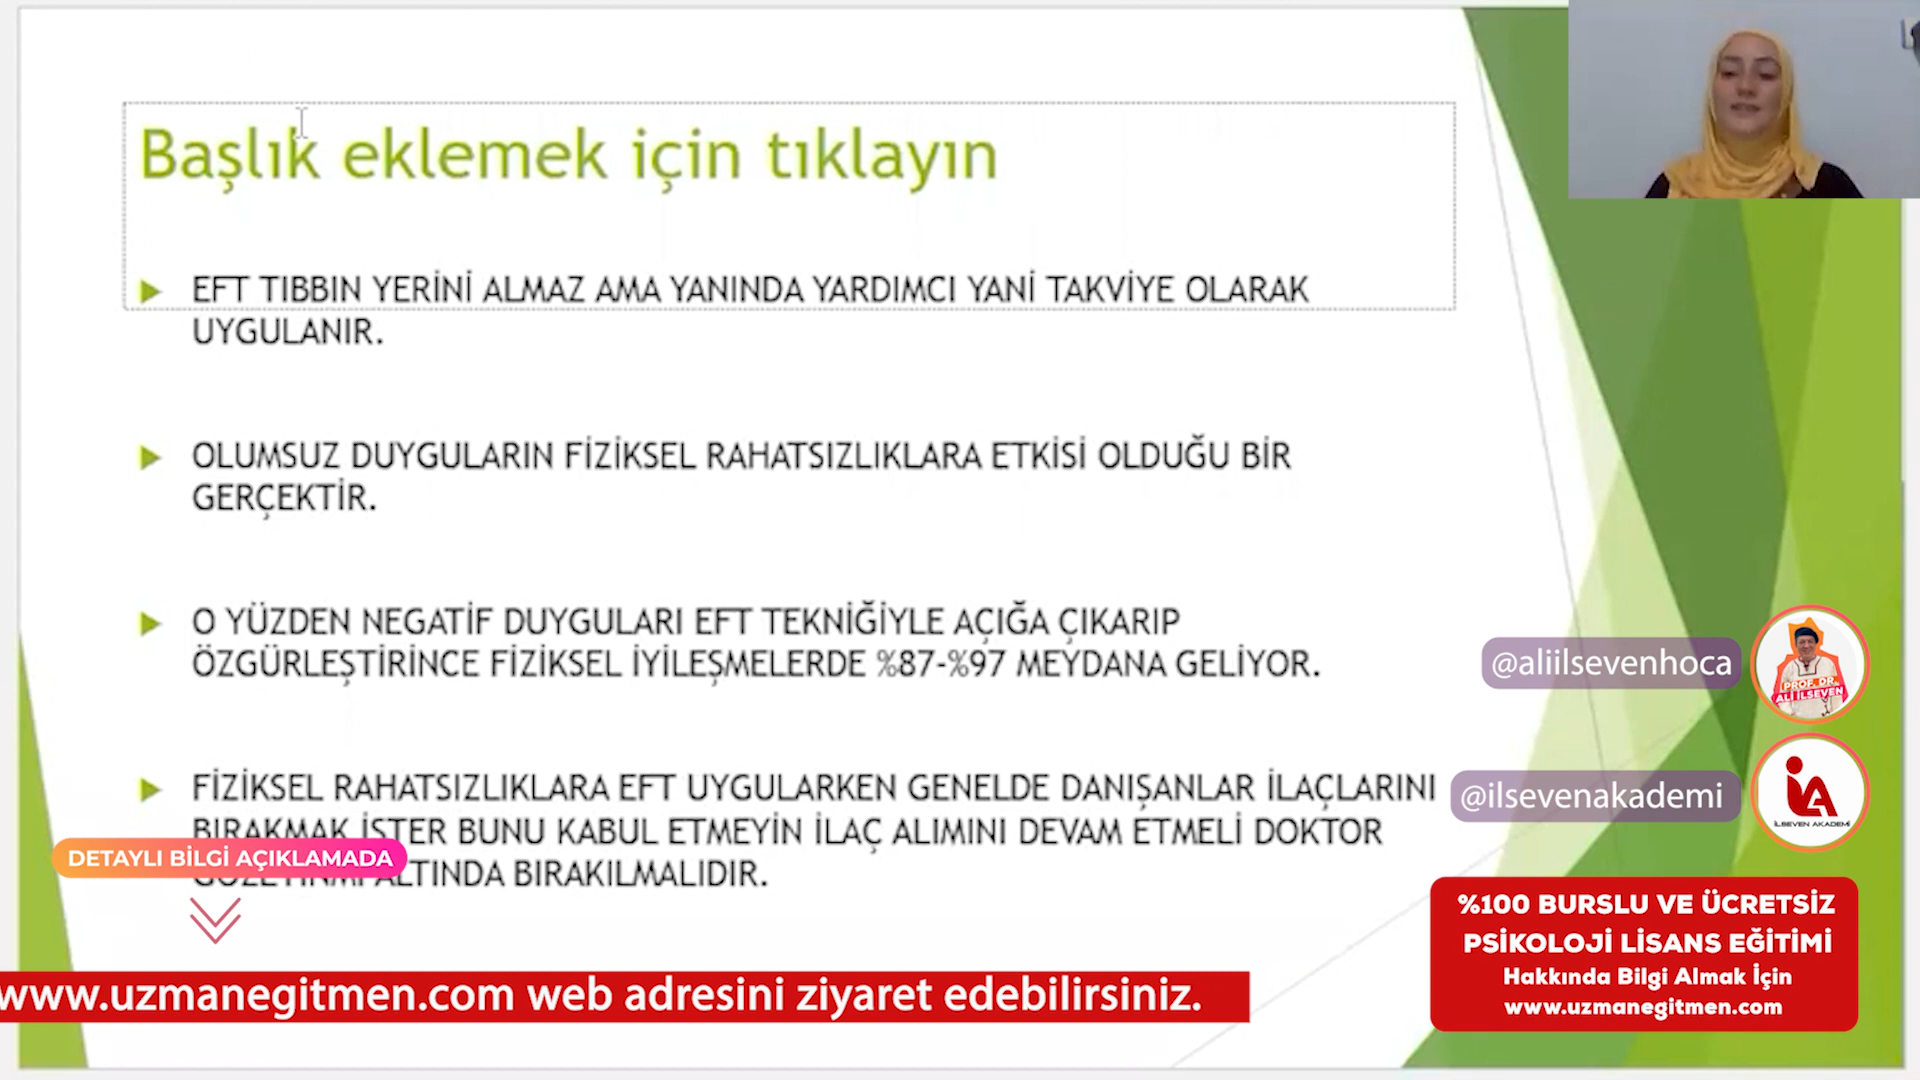 Başlık eklemek için tıklayın
EFT TIBBIN YERİNİ ALMAZ AMA YANINDA YARDIMCI YANİ TAKVİYE OLARAK
UYGULANIR.
OLUMSUZ DUYGULARIN FİZİKSEL RAHATSIZLIKLARA ETKİSİ OLDUĞU BİR
GERÇEKTİR.
O YÜZDEN NEGATİF DUYGULARI EFT TEKNİĞİYLE AÇIĞA ÇIKARIP
ÖZGÜRLEŞTİRİNCE FİZİKSEL İYİLEŞMELERDE %87-%97 MEYDANA GELİYOR.
FİZİKSEL RAHATSIZLIKLARA EFT UYGULARKEN GENELDE DANIŞANLAR İLAÇLARINI
BIRAKMAK İSTER BUNU KABUL ETMEYİN İLAÇ ALIMINI DEVAM ETMELİ DOKTOR
ALTINDA BIRAKILMALIDIR.
DETAYLI BİLGİ AÇIKLAMADA
www.uzmanegitmen.com web adresini ziyaret edebilirsiniz.
@aliilsevenhoca
PROF. DR.
ALİ İLSEVEN
@ilsevenakademi
İLSEVEN AKADEMİ
%100 BURSLU VE ÜCRETSİZ
PSİKOLOJİ LİSANS EĞİTİMİ
Hakkında Bilgi Almak İçin
www.uzmanegitmen.com